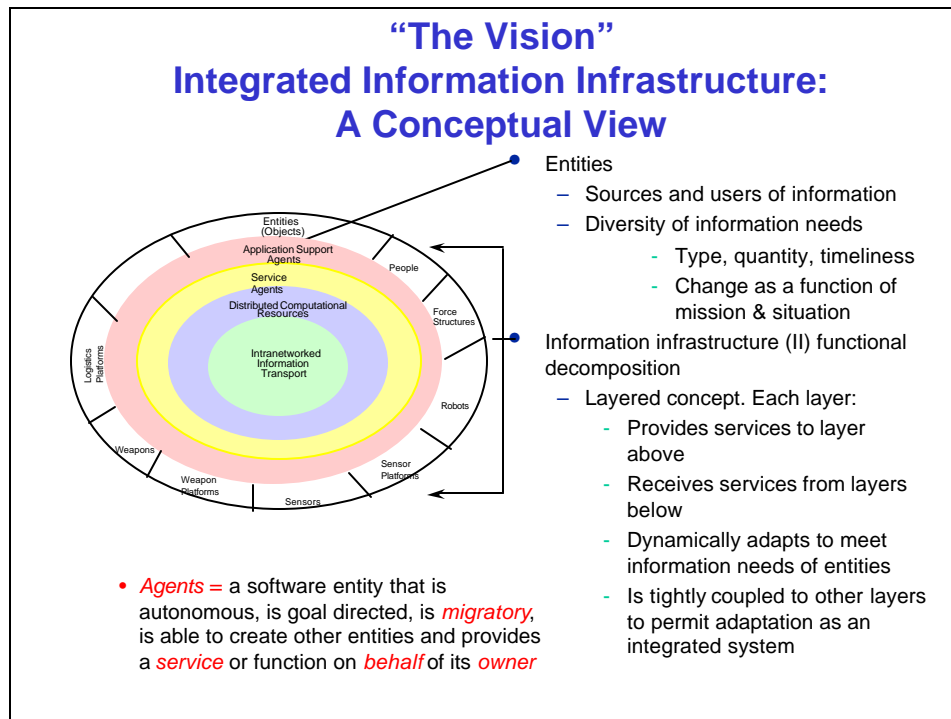 “The Vision”
Integrated Information Infrastructure:
A Conceptual View
Entities
(Objects)
Application Support
Agents
Service
Agents
Distributed Computational
Resources
Intranetworked
Information
Transport
People
Force
Structures
Robots
Sensor
Platforms
Sensors
Weapon
Platforms
Weapons
Logistics
Platforms
• Entities
– Sources and users of information
– Diversity of information needs
- Type, quantity, timeliness
- Change as a function of
mission & situation
• Information infrastructure (II) functional
decomposition
– Layered concept. Each layer:
- Provides services to layer
above
- Receives services from layers
below
- Dynamically adapts to meet
information needs of entities
- Is tightly coupled to other layers
to permit adaptation as an
integrated system
• Agents = a software entity that is
autonomous, is goal directed, is migratory,
is able to create other entities and provides
a service or function on behalf of its owner